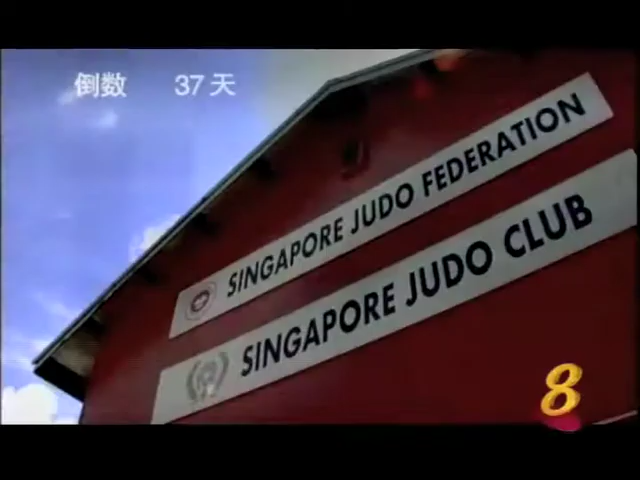 倒数 37 天
SINGAPORE JUDO FEDERATION
SINGAPORE JUDO CLUB
8